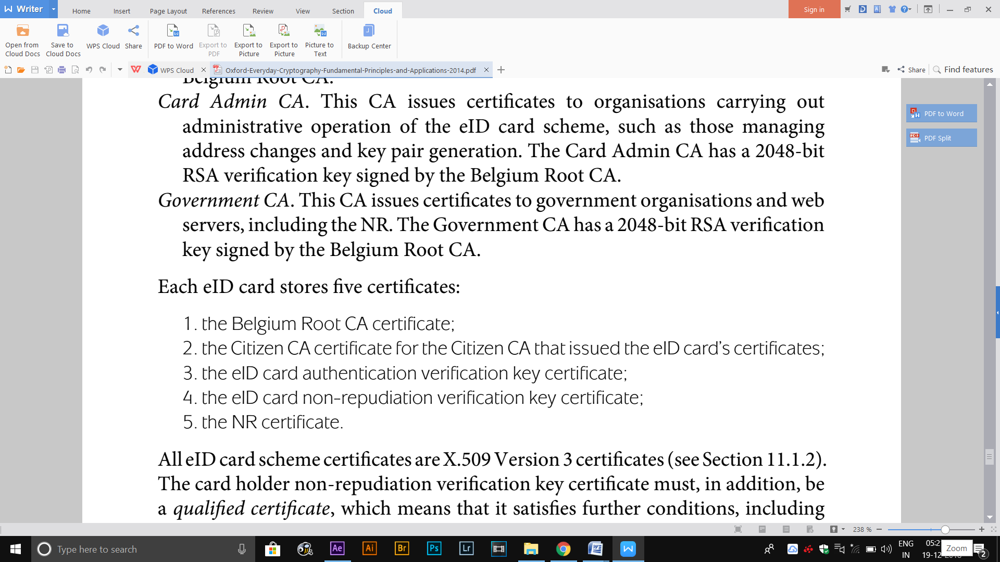 Writer
Home
Insert
Page Layout
References
Review
View
Section
Cloud
Sign in
Open from
Cloud Docs
Save to
Cloud Docs
WPS Cloud
Share
PDF to Word
Export to
PDF
Export to
Picture
Export to
Picture
Picture to
Text
Backup Center
WPS Cloud
Oxford-Everyday-Cryptography-Fundamental-Principles-and-Applications-2014.pdf
Share
Find features
Belgium Root CA.
Card Admin CA. This CA issues certificates to organisations carrying out
administrative operation of the eID card scheme, such as those managing
address changes and key pair generation. The Card Admin CA has a 2048-bit
RSA verification key signed by the Belgium Root CA.
Government CA. This CA issues certificates to government organisations and web
servers, including the NR. The Government CA has a 2048-bit RSA verification
key signed by the Belgium Root CA.
Each eID card stores five certificates:
1. the Belgium Root CA certificate;
2. the Citizen CA certificate for the Citizen CA that issued the eID card's certificates;
3. the eID card authentication verification key certificate;
4. the eID card non-repudiation verification key certificate;
5. the NR certificate.
All eID card scheme certificates are X.509 Version 3 certificates (see Section 11.1.2).
The card holder non-repudiation verification key certificate must, in addition, be
a qualified certificate, which means that it satisfies further conditions, including
PDF to Word
PDF Split
238 %
Type here to search
Ae
Ai
Br
Ps
Lr
ENG
IN
05:2
19-12-
Zoom
2